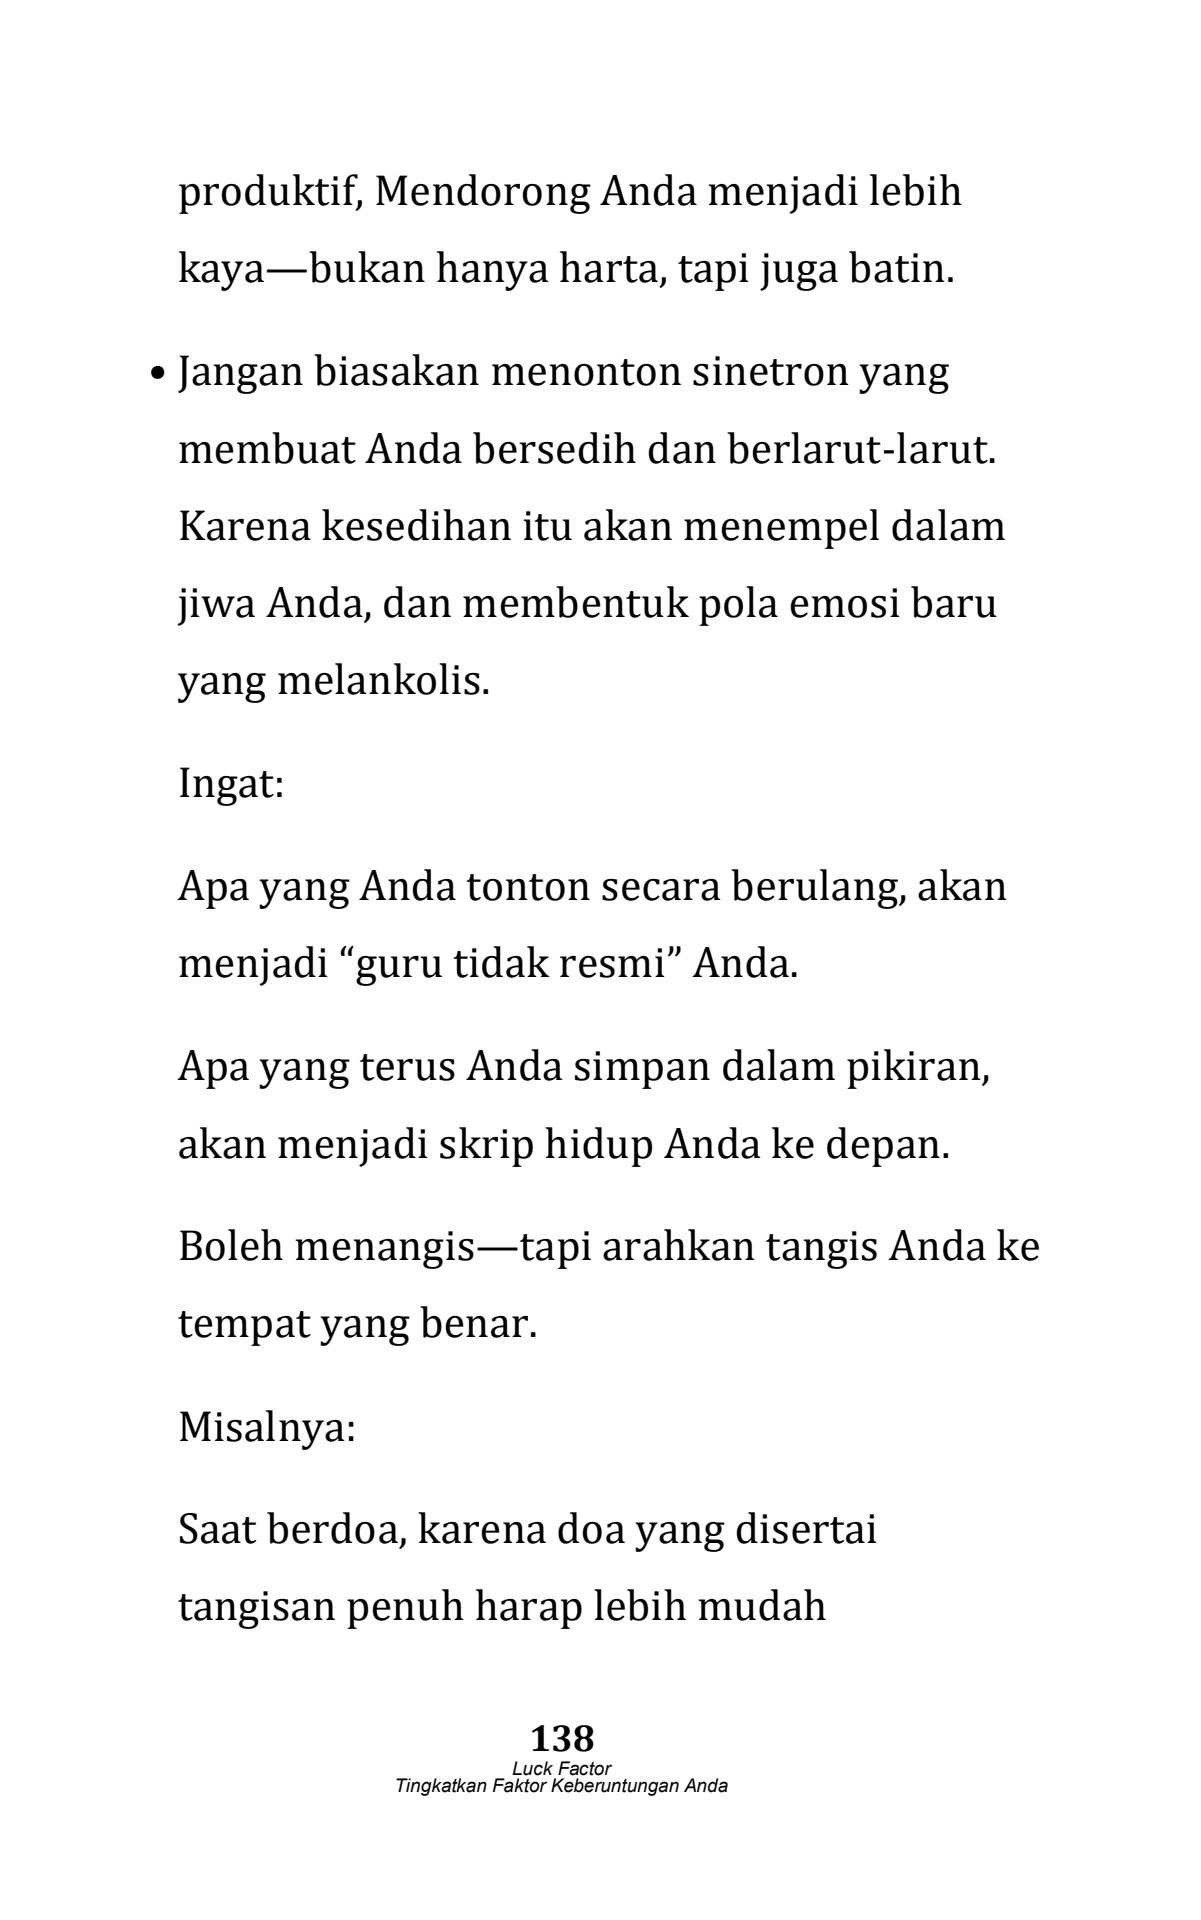 produktif, Mendorong Anda menjadi lebih
kaya—bukan hanya harta, tapi juga batin.
• Jangan biasakan menonton sinetron yang
membuat Anda bersedih dan berlarut-larut.
Karena kesedihan itu akan menempel dalam
jiwa Anda, dan membentuk pola emosi baru
yang melankolis.
Ingat:
Apa yang Anda tonton secara berulang, akan
menjadi “guru tidak resmi” Anda.
Apa yang terus Anda simpan dalam pikiran,
akan menjadi skrip hidup Anda ke depan.
Boleh menangis—tapi arahkan tangis Anda ke
tempat yang benar.
Misalnya:
Saat berdoa, karena doa yang disertai
tangisan penuh harap lebih mudah
138
Luck Factor
Tingkatkan Faktor Keberuntungan Anda